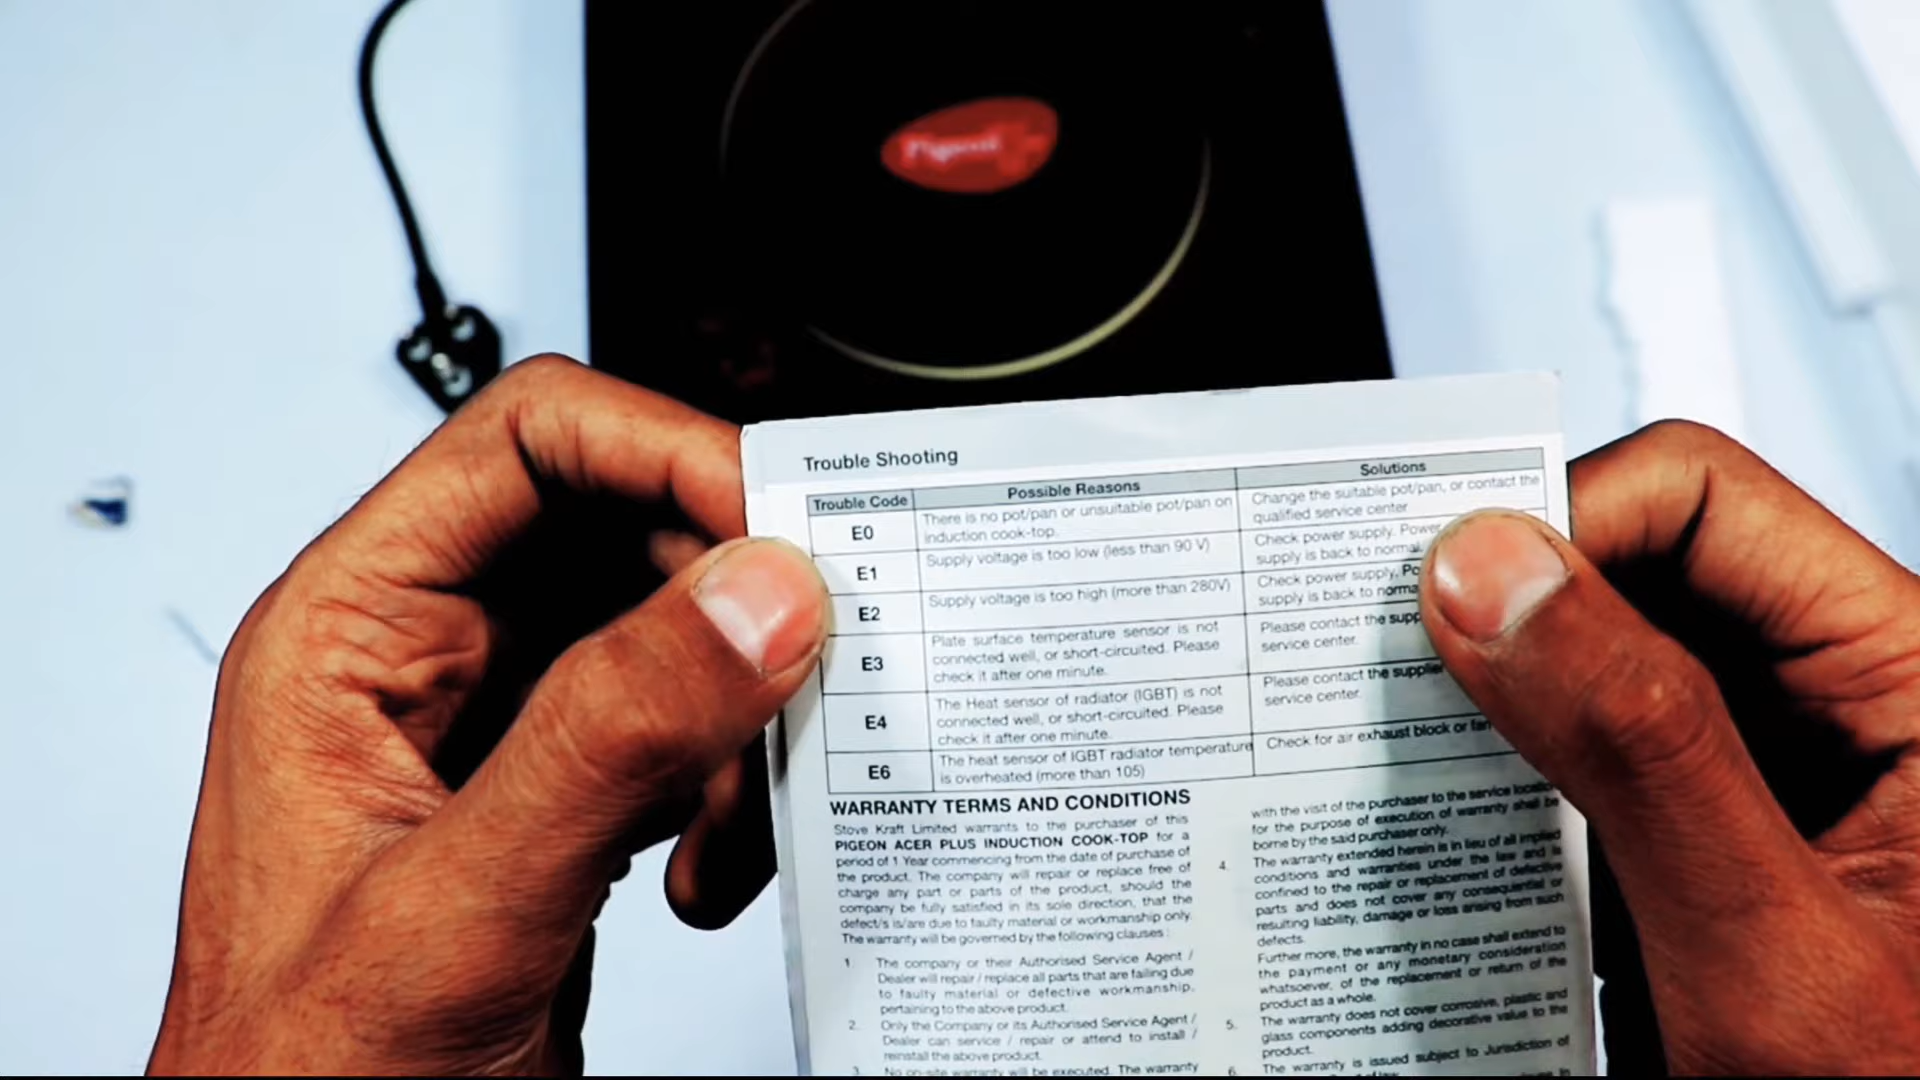 Pigeon
Trouble Shooting
Trouble Code
Possible Reasons
Solutions
E0
There is no pot/pan or unsuitable pot/pan on
induction cook-top.
Change the suitable pot/pan, or contact the
qualified service center
E1
Supply voltage is too low (less than 90 V)
Check power supply. Power
supply is back to normal.
E2
Supply voltage is too high (more than 280V)
Check power supply. Po
supply is back to norma
E3
Plate surface temperature sensor is not
connected well, or short-circuited. Please
check it after one minute.
Please contact the supp
service center.
E4
The Heat sensor of radiator (IGBT) is not
connected well, or short-circuited. Please
check it after one minute.
Please contact the supplie
service center.
E6
The heat sensor of IGBT radiator temperature
is overheated (more than 105)
Check for air exhaust block or fan
WARRANTY TERMS AND CONDITIONS
Stove Kraft Limited warrants to the purchaser of this
PIGEON ACER PLUS INDUCTION COOK-TOP for a
period of 1 Year commencing from the date of purchase of
the product. The company will repair or replace free of
charge any part or parts of the product, should the
company be fully satisfied in its sole direction, that the
defect/s is/are due to faulty material or workmanship only.
The warranty will be governed by the following clauses :
1. The company or their Authorised Service Agent /
Dealer will repair / replace all parts that are failing due
to faulty material or defective workmanship,
pertaining to the above product.
2. Only the Company or its Authorised Service Agent /
Dealer can service / repair or attend to install /
reinstall the above product.
3. No on-site warranty will be executed. The warranty
with the visit of the purchaser to the service location
for the purpose of execution of warranty shall be
borne by the said purchaser only.
4. The warranty extended herein is in lieu of all implied
conditions and warranties under the law and is
confined to the repair or replacement of defective
parts and does not cover any consequential or
resulting liability, damage or loss arising from such
defects.
Further more, the warranty in no case shall extend to
the payment or any monetary consideration
whatsoever, of the replacement or return of the
product as a whole.
5. The warranty does not cover corrosive, plastic and
glass components adding decorative value to the
product.
6. The warranty is issued subject to Jurisdiction of